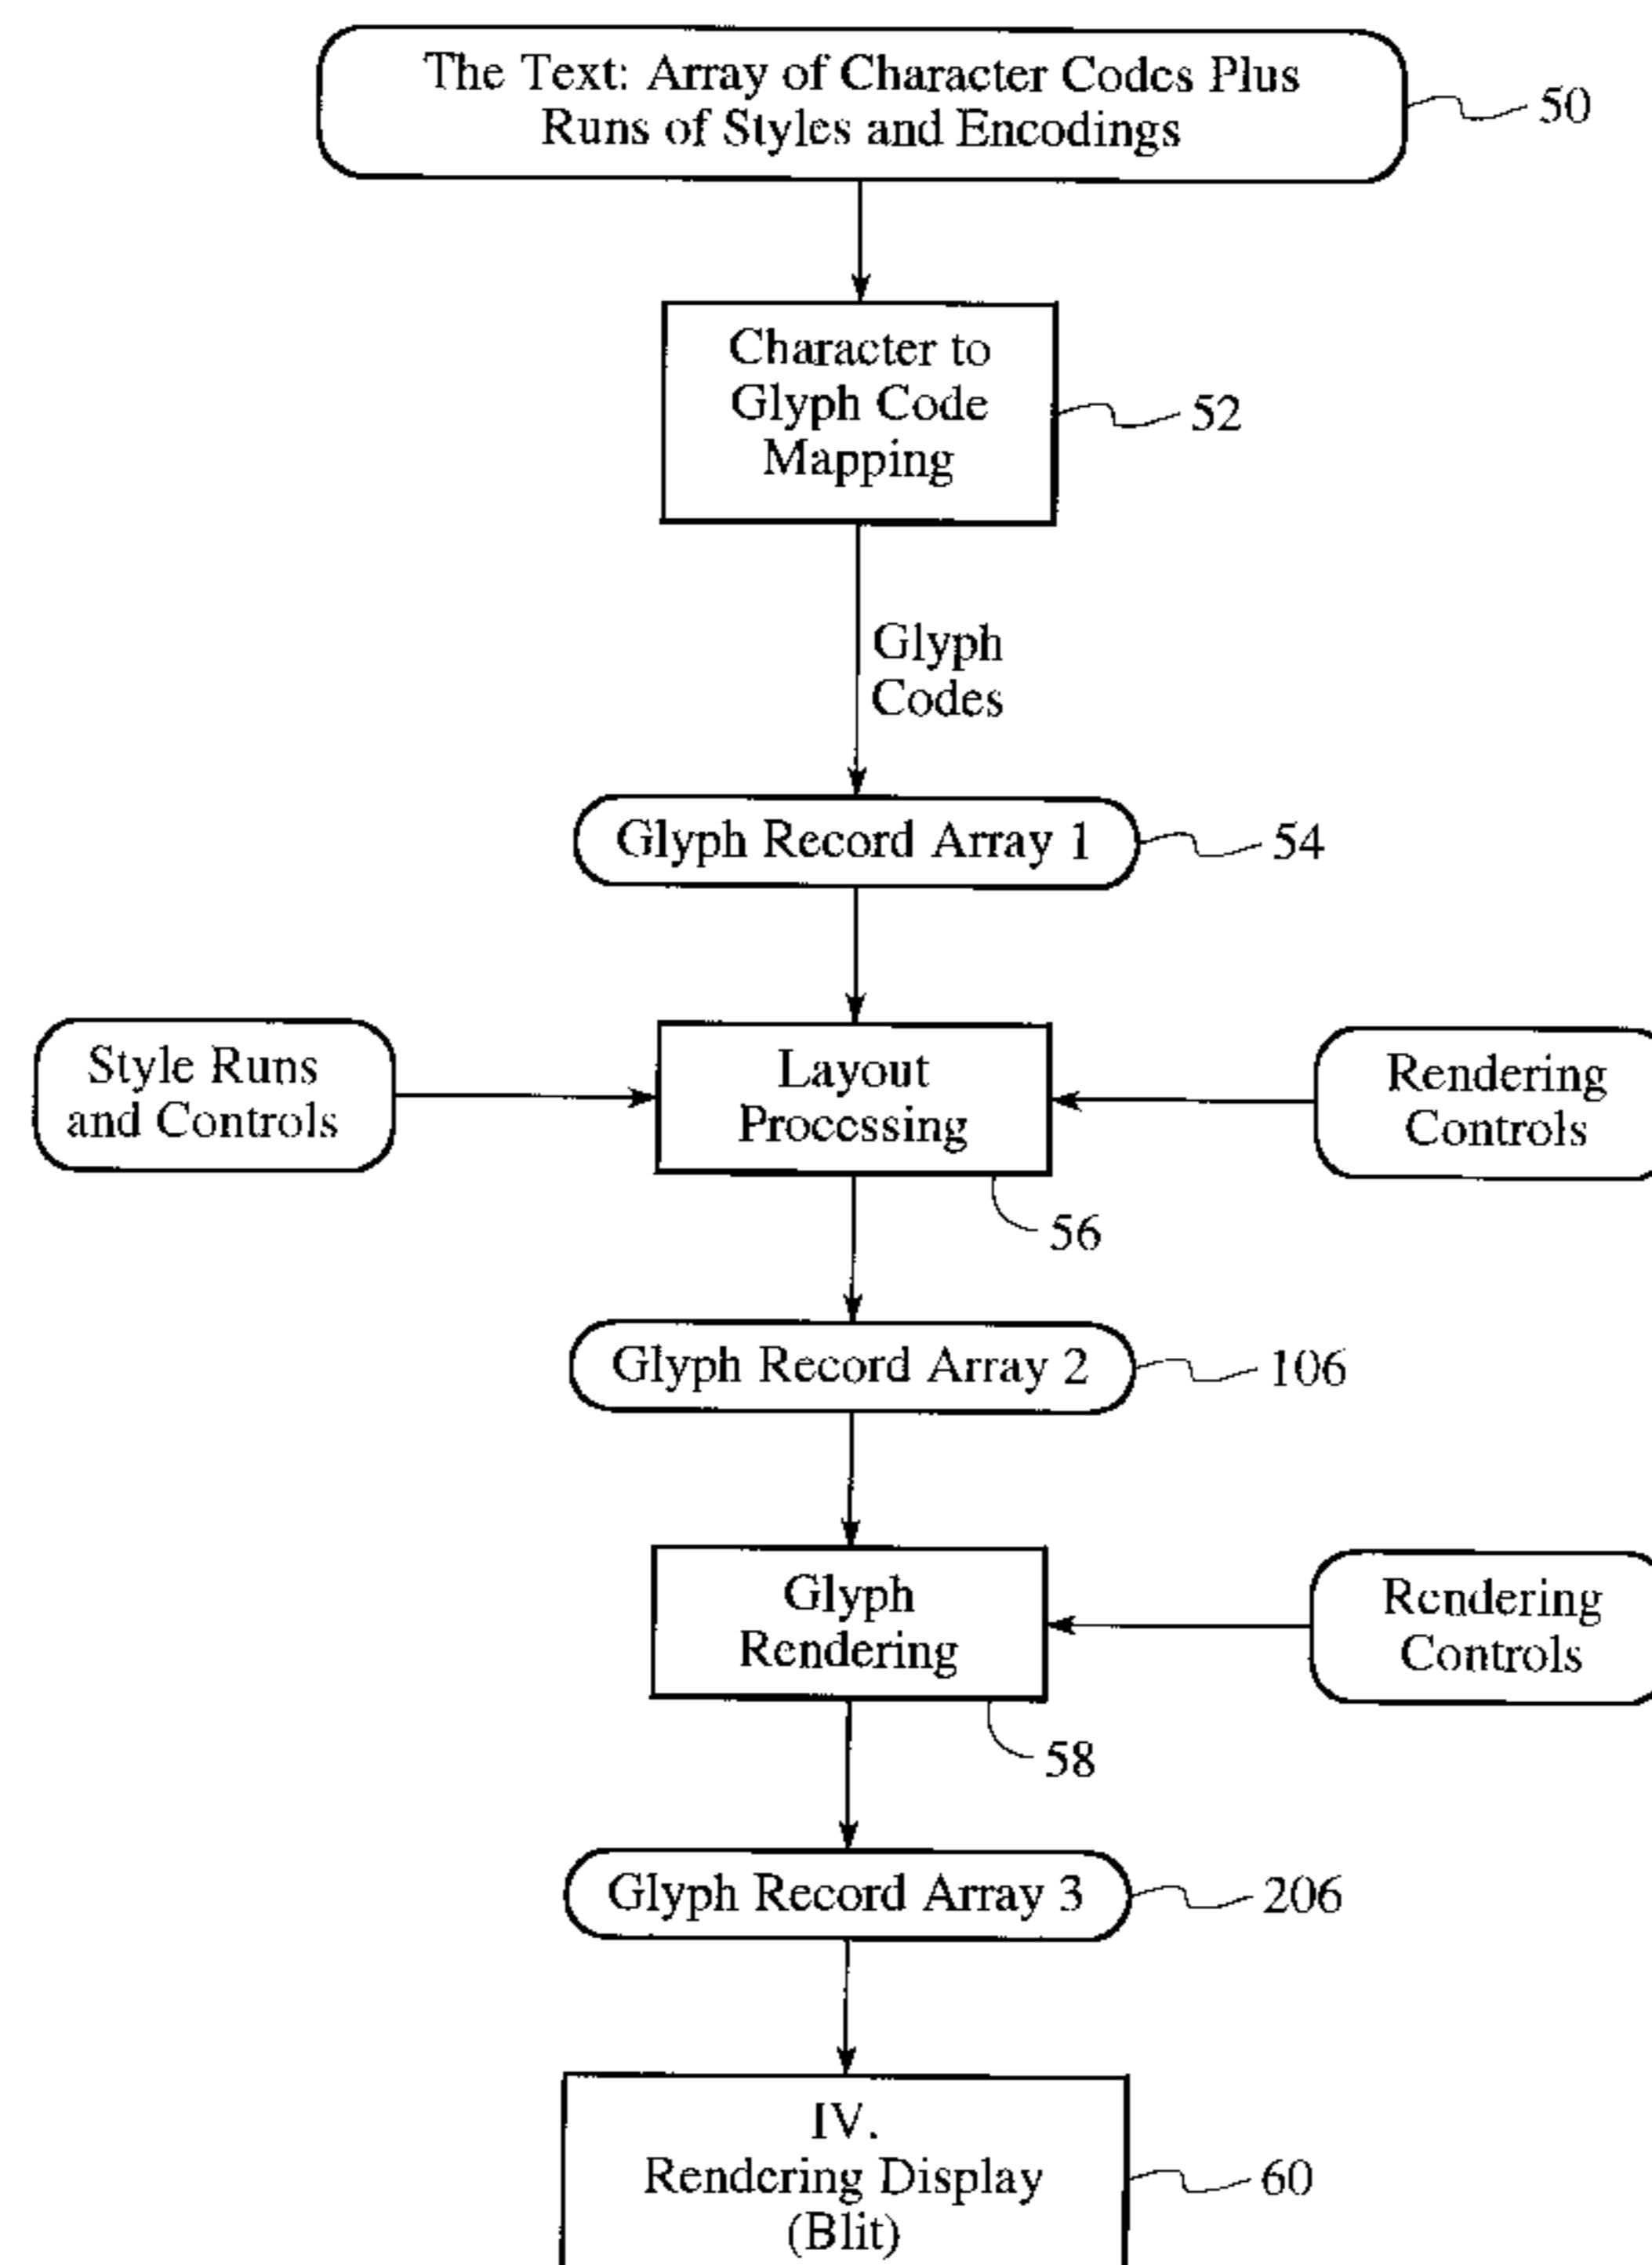 The Text: Array of Character Codes Plus
Runs of Styles and Encodings
50
Character to
Glyph Code
Mapping
52
Glyph
Codes
Glyph Record Array 1
54
Style Runs
and Controls
Layout
Processing
Rendering
Controls
56
Glyph Record Array 2
106
Glyph
Rendering
Rendering
Controls
58
Glyph Record Array 3
206
IV.
Rendering Display
(Blit)
60